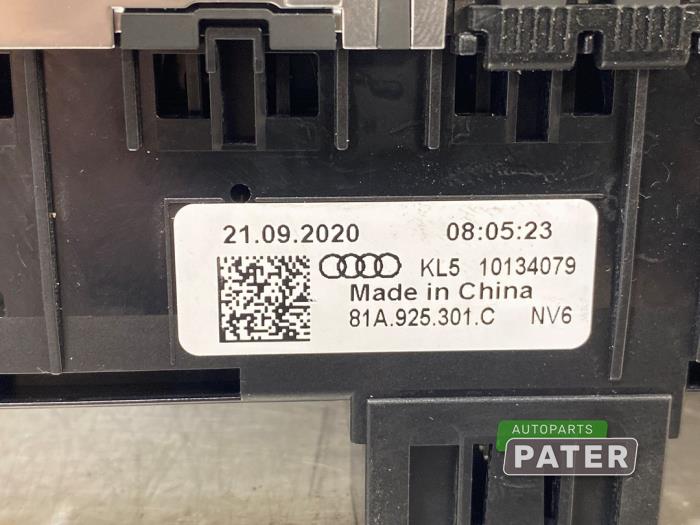 21.09.2020 08:05:23
KL5 10134079
Made in China
81A.925.301.C NV6
AUTOPARTS
PATER